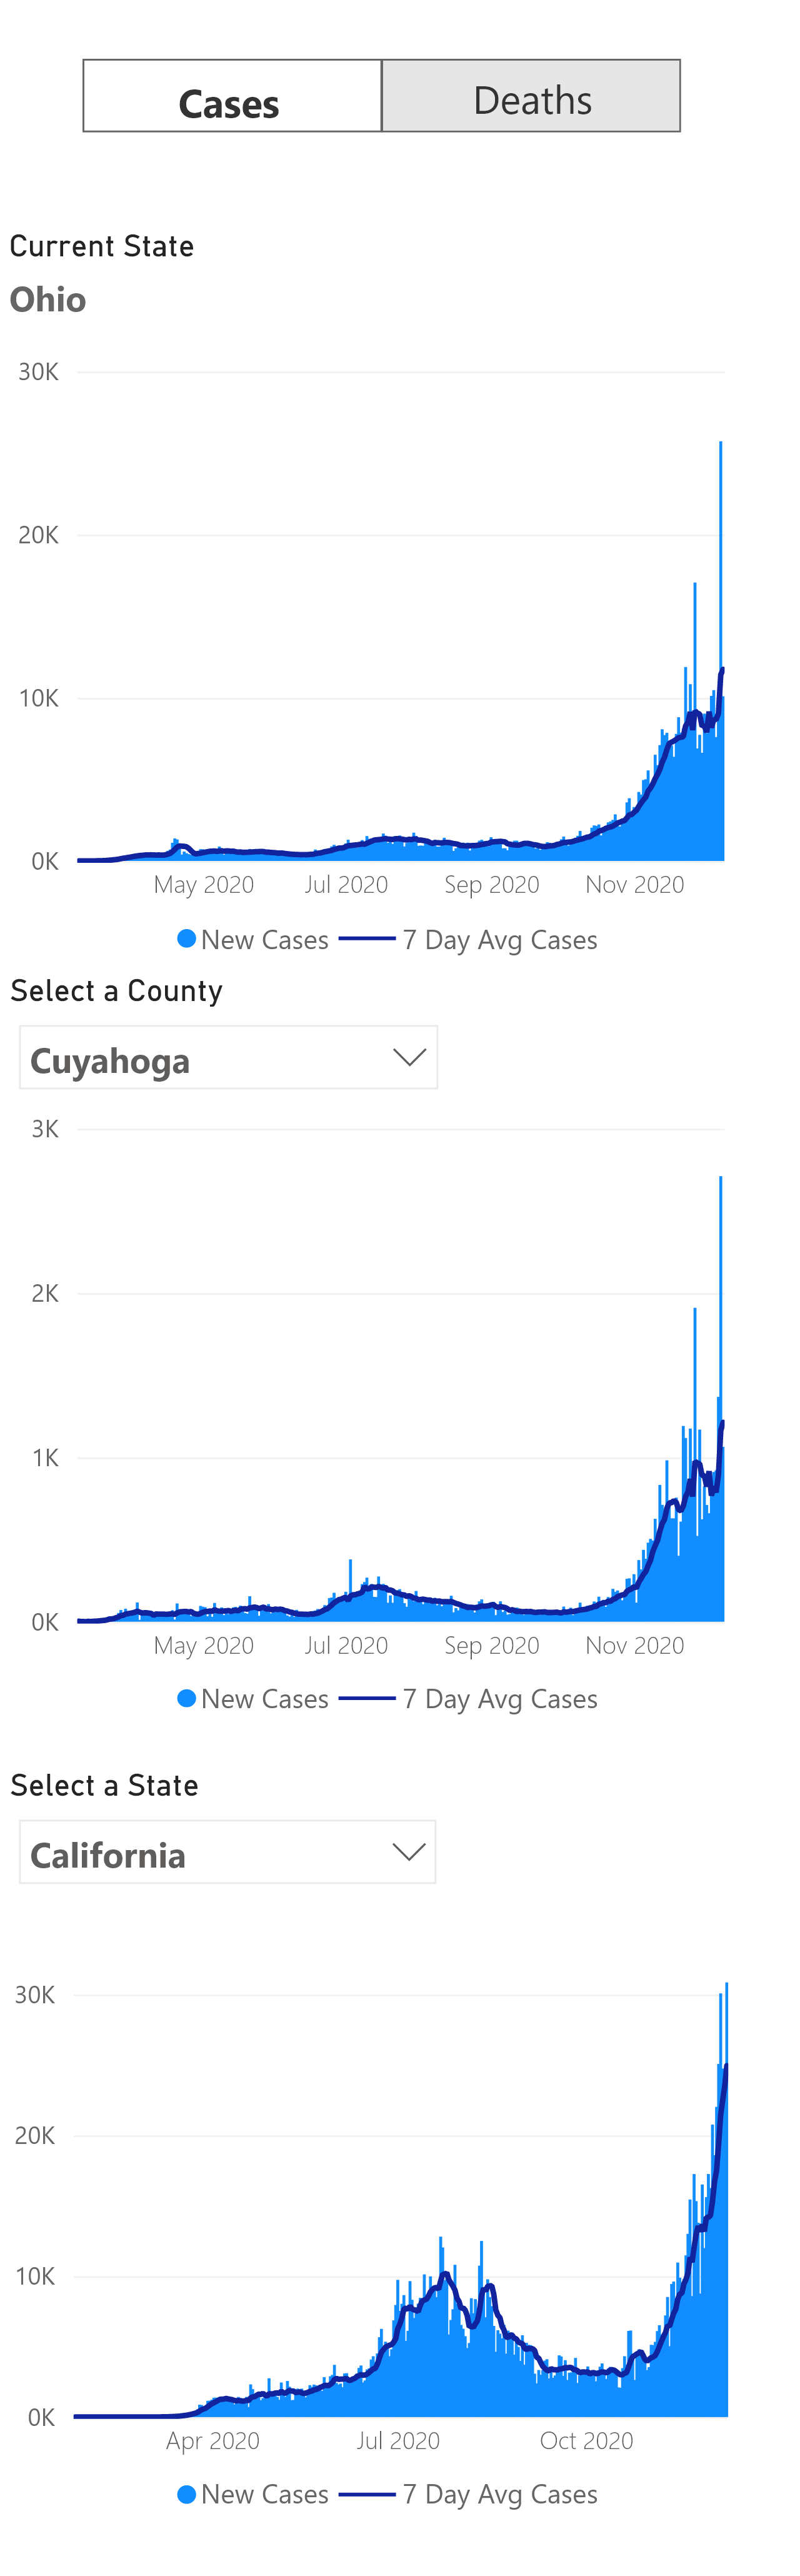 Cases Deaths
Current State
Ohio
30K
20K
10K
0K
May 2020 Jul 2020 Sep 2020 Nov 2020
New Cases 7 Day Avg Cases
Select a County
Cuyahoga
3K
2K
1K
0K
May 2020 Jul 2020 Sep 2020 Nov 2020
New Cases 7 Day Avg Cases
Select a State
California
30K
20K
10K
0K
Apr 2020 Jul 2020 Oct 2020
New Cases 7 Day Avg Cases